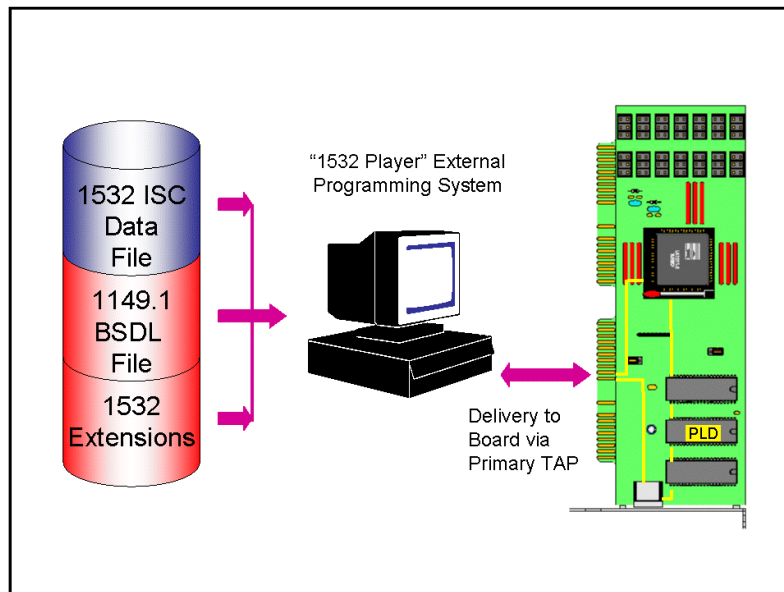 1532 ISC
Data
File
1149.1
BSDL
File
1532
Extensions
“1532 Player” External
Programming System
Delivery to
Board via
Primary TAP
PLD